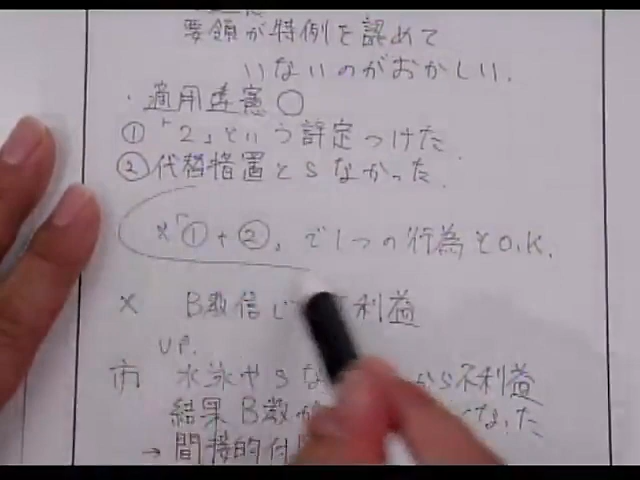 要領が特例を認めて
いないのがおかしい.
・適用違憲○
①「2」という評定つけた.
②代替措置とSなかった.
×「①+②」で1つの行為とO.K.
× B教信じ 利益
UP.
市 水泳やSな から不利益
結果 B教が なった
→間接的付